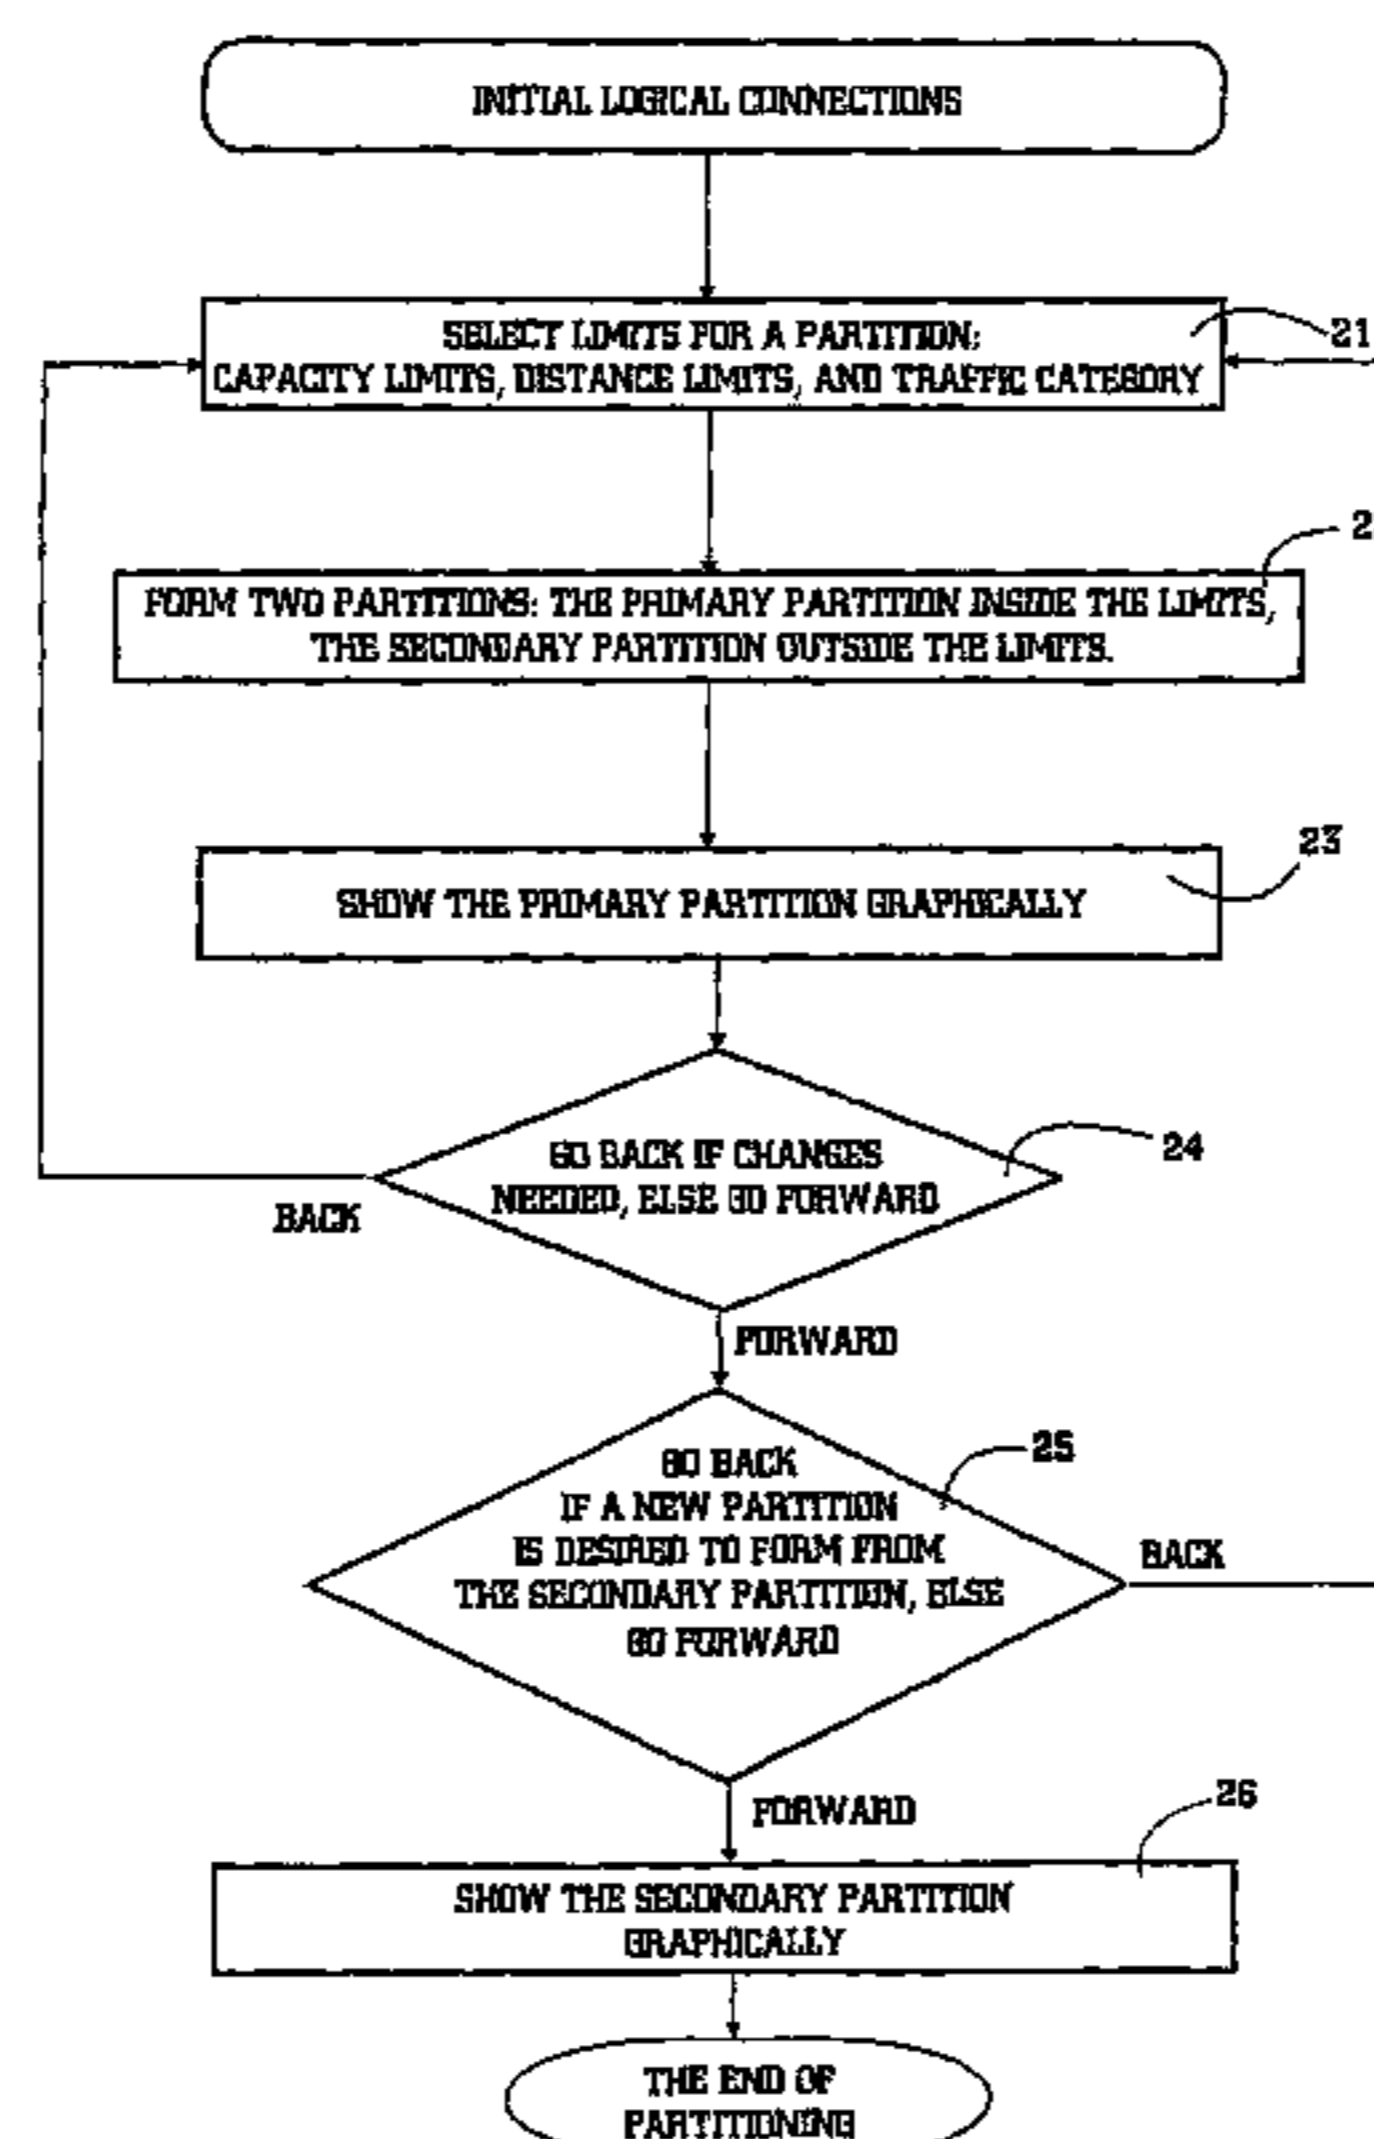 INITIAL LOGICAL CONNECTIONS
SELECT LIMITS FOR A PARTITION:
CAPACITY LIMITS, DISTANCE LIMITS, AND TRAFFIC CATEGORY
21
FORM TWO PARTITIONS: THE PRIMARY PARTITION INSIDE THE LIMITS,
THE SECONDARY PARTITION OUTSIDE THE LIMITS.
SHOW THE PRIMARY PARTITION GRAPHICALLY
23
GO BACK IF CHANGES
NEEDED, ELSE GO FORWARD
24
BACK
FORWARD
GO BACK
IF A NEW PARTITION
IS DESIRED TO FORM FROM
THE SECONDARY PARTITION, ELSE
GO FORWARD
25
BACK
FORWARD
26
SHOW THE SECONDARY PARTITION
GRAPHICALLY
THE END OF
PARTITIONING